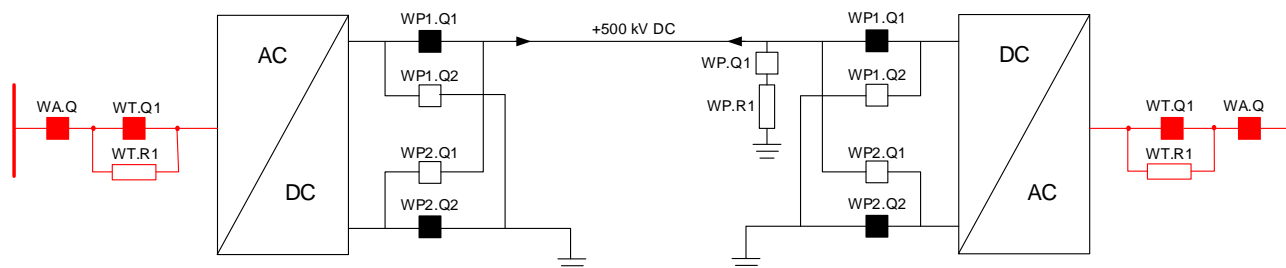 WP1.Q1
+500 kV DC
WP1.Q1
AC
DC
WP.Q1
WP1.Q2
WP1.Q2
WP.R1
WA.Q
WT.Q1
WT.Q1
WA.Q
WT.R1
WT.R1
WP2.Q1
WP2.Q1
DC
AC
WP2.Q2
WP2.Q2